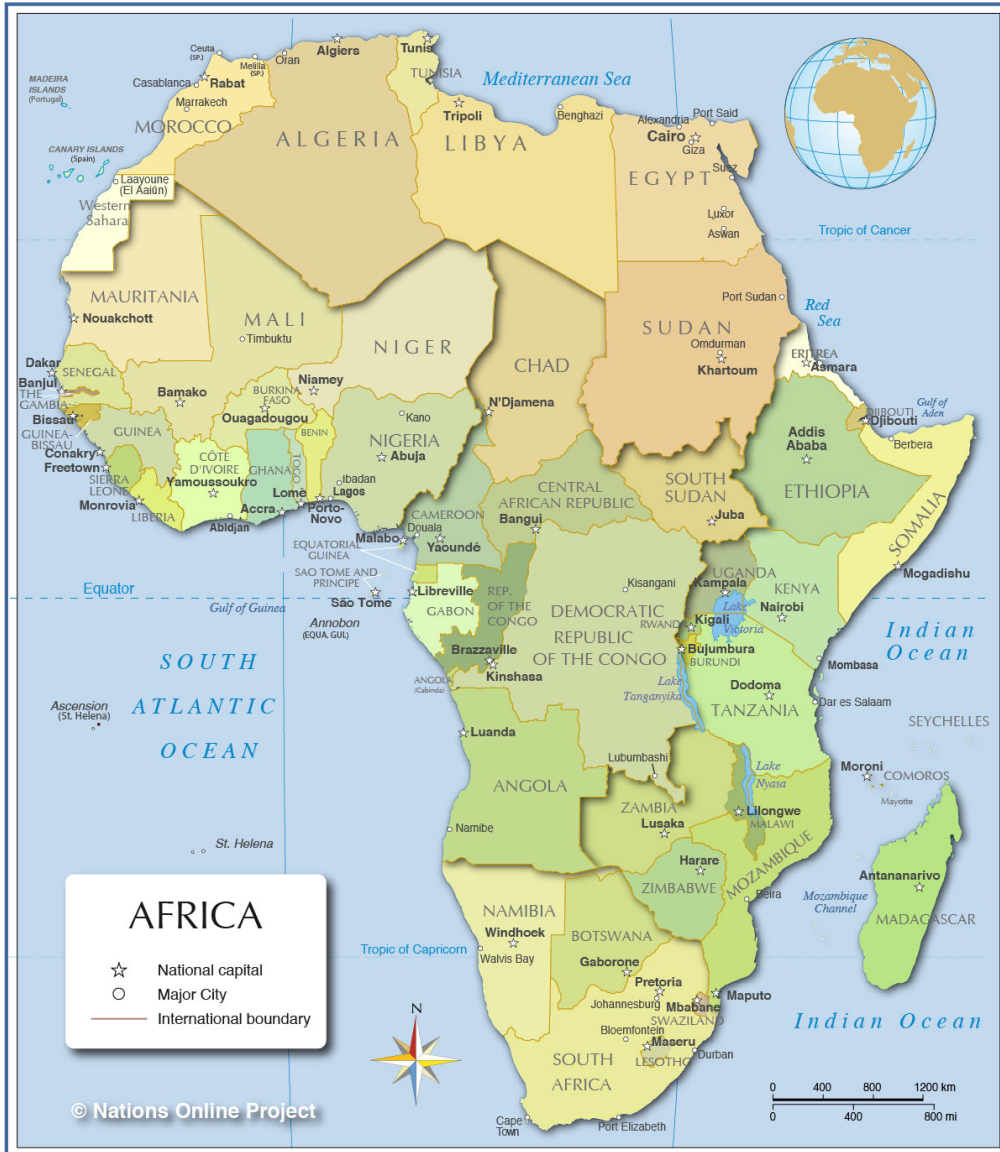 Ceuta
(SP.)
Melilla
(SP.)
Oran
Algiers
Tunis
TUNISIA
Mediterranean Sea
MADEIRA
ISLANDS
(Portugal)
Casablanca
Rabat
Marrakech
MOROCCO
Tripoli
Benghazi
Alexandria
Port Said
Cairo
Giza
Suez
ALGERIA
LIBYA
EGYPT
CANARY ISLANDS
(Spain)
Laayoune
(El Aaiún)
Western
Sahara
Luxor
Aswan
Tropic of Cancer
MAURITANIA
Nouakchott
MALI
Timbuktu
NIGER
CHAD
SUDAN
Port Sudan
Omdurman
Khartoum
Red
Sea
ERITREA
Asmara
Dakar
SENEGAL
Banjul
THE
GAMBIA
Bissau
GUINEA-
BISSAU
Bamako
BURKINA
FASO
Ouagadougou
Niamey
N'Djamena
Kano
NIGERIA
Abuja
BENIN
Gulf of
Aden
DJIBOUTI
Djibouti
Berbera
Addis
Ababa
ETHIOPIA
SOMALIA
GUINEA
Conakry
Freetown
SIERRA
LEONE
Monrovia
LIBERIA
CÔTE
D'IVOIRE
Yamoussoukro
Abidjan
GHANA
TOGO
Accra
Lomè
Ibadan
Lagos
Porto-
Novo
CENTRAL
AFRICAN REPUBLIC
Bangui
SOUTH
SUDAN
Juba
CAMEROON
Douala
Malabo
Yaoundé
EQUATORIAL
GUINEA
SAO TOME AND
PRINCIPE
Sao Tome
Equator
Gulf of Guinea
Annobon
(EQUA. GUI.)
Libreville
GABON
REP.
OF THE
CONGO
Brazzaville
Kinshasa
Kisangani
DEMOCRATIC
REPUBLIC
OF THE CONGO
UGANDA
Kampala
KENYA
Nairobi
Lake
Victoria
RWANDA
Kigali
Bujumbura
BURUNDI
Mogadishu
Indian
Ocean
Mombasa
Dodoma
TANZANIA
Dar es Salaam
Lake
Tanganyika
SEYCHELLES
SOUTH
ATLANTIC
OCEAN
Ascension
(St. Helena)
ANGOLA
(Cabinda)
Luanda
ANGOLA
Lubumbashi
Lake
Nyasa
Moroni
COMOROS
Mayotte
ZAMBIA
Lusaka
Lilongwe
MALAWI
St. Helena
Namibe
Harare
ZIMBABWE
MOZAMBIQUE
Beira
Mozambique
Channel
Antananarivo
MADAGASCAR
NAMIBIA
Windhoek
Walvis Bay
BOTSWANA
Gaborone
Tropic of Capricorn
Pretoria
Johannesburg
Mbabane
SWAZILAND
Maputo
Bloemfontein
Maseru
LESOTHO
Durban
SOUTH
AFRICA
Indian Ocean
Cape
Town
Port Elizabeth
AFRICA
National capital
Major City
International boundary
N
0 400 800 1200 km
0 400 800 mi
© Nations Online Project